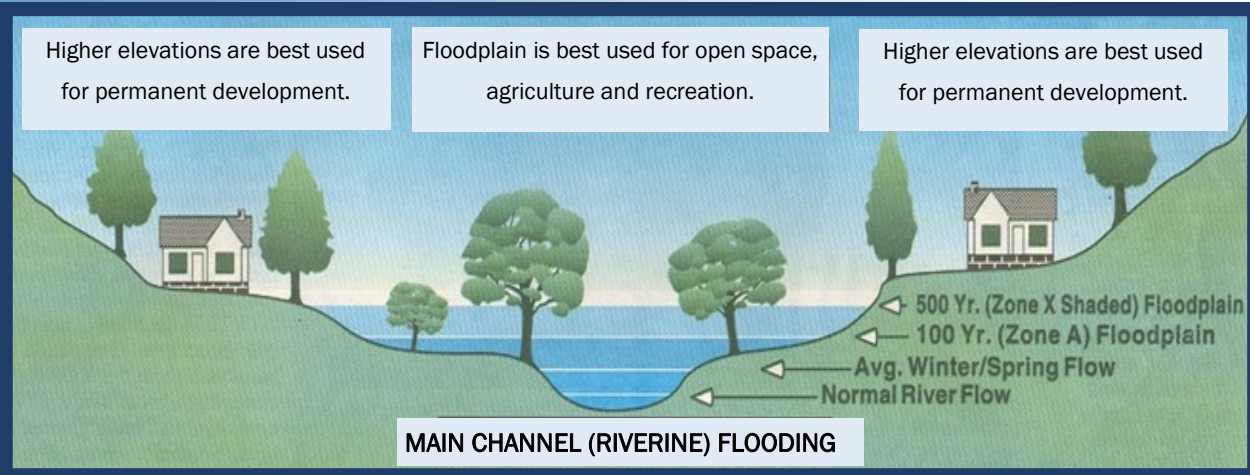 Higher elevations are best used
for permanent development.
Floodplain is best used for open space,
agriculture and recreation.
Higher elevations are best used
for permanent development.
500 Yr. (Zone X Shaded) Floodplain
100 Yr. (Zone A) Floodplain
Avg. Winter/Spring Flow
Normal River Flow
MAIN CHANNEL (RIVERINE) FLOODING